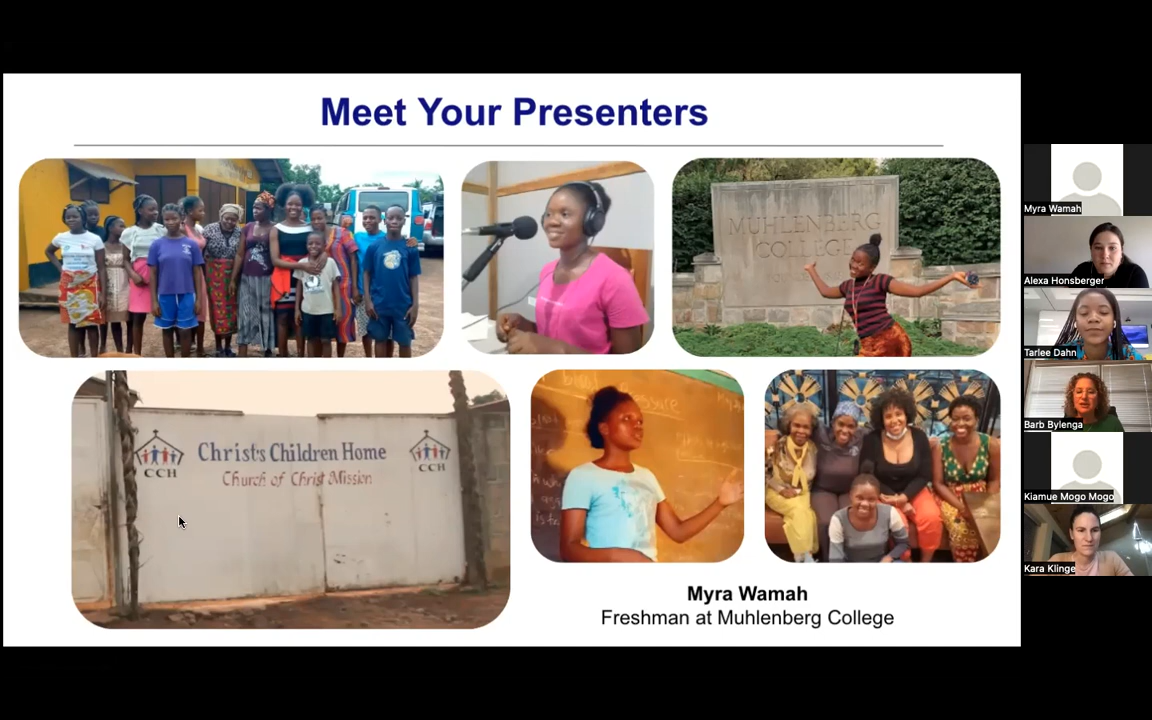 Meet Your Presenters
MUHLENBERG
COLLEGE
Christ's Children Home
Church of Christ Mission
CCH
CCH
Myra Wamah
Freshman at Muhlenberg College
Myra Wamah
Alexa Honsberger
Tarlee Dahn
Barb Bylenga
Kiamue Mogo Mogo
Kara Klinge